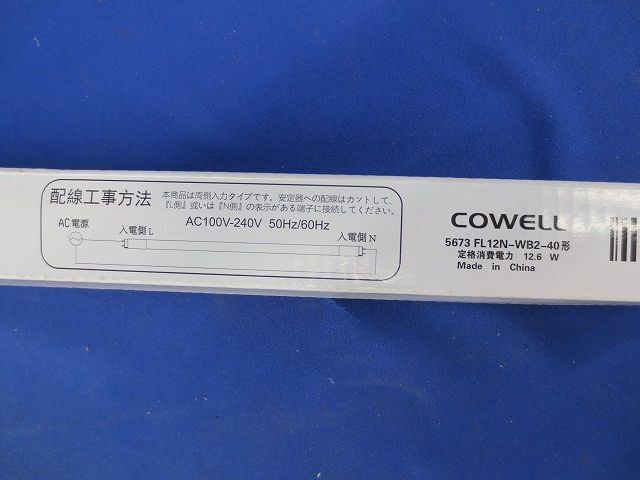 配線工事方法
本商品は両側入力タイプです。安定器への配線はカットして、
『L側』或いは『N側』の表示がある端子に接続してください。
AC100V-240V 50Hz/60Hz
AC電源
入電側 L
入電側 N
COWELL
5673 FL12N-WB2-40形
定格消費電力 12.6 W
Made in China